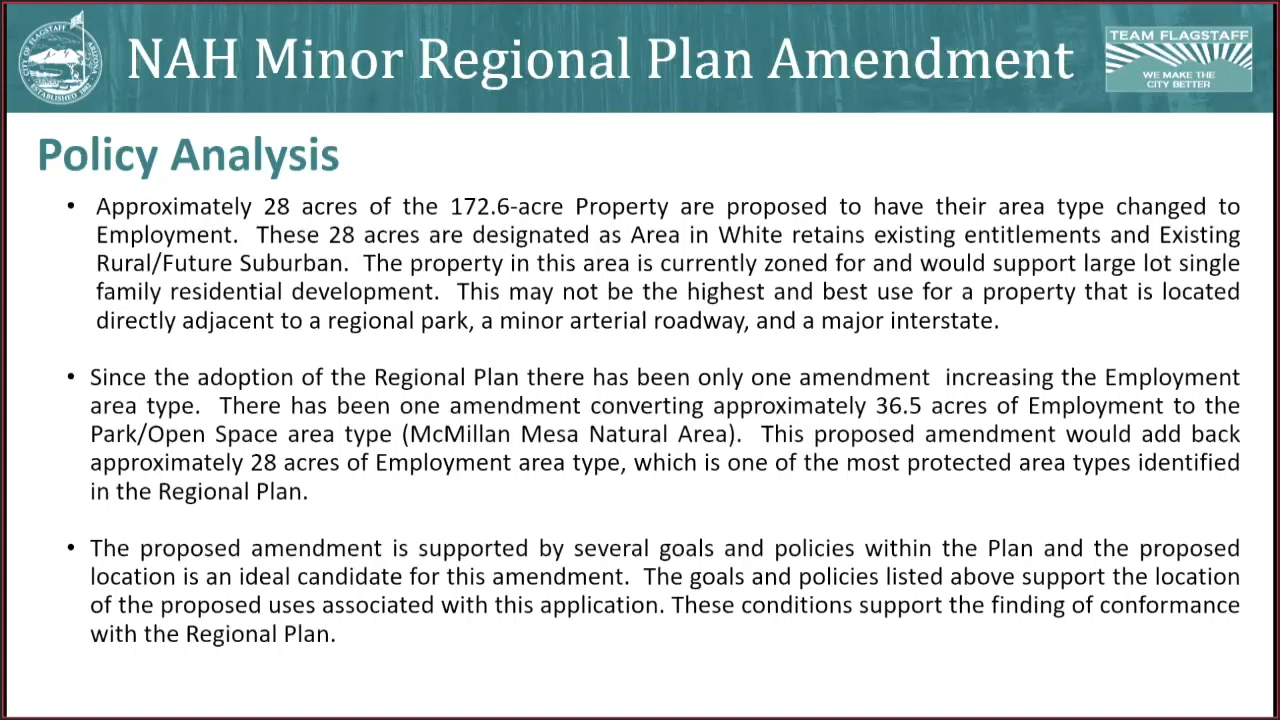 CITY OF FLAGSTAFF
ARIZONA
ESTABLISHED 1882
NAH Minor Regional Plan Amendment
TEAM FLAGSTAFF
WE MAKE THE
CITY BETTER
Policy Analysis
• Approximately 28 acres of the 172.6-acre Property are proposed to have their area type changed to
Employment. These 28 acres are designated as Area in White retains existing entitlements and Existing
Rural/Future Suburban. The property in this area is currently zoned for and would support large lot single
family residential development. This may not be the highest and best use for a property that is located
directly adjacent to a regional park, a minor arterial roadway, and a major interstate.
• Since the adoption of the Regional Plan there has been only one amendment increasing the Employment
area type. There has been one amendment converting approximately 36.5 acres of Employment to the
Park/Open Space area type (McMillan Mesa Natural Area). This proposed amendment would add back
approximately 28 acres of Employment area type, which is one of the most protected area types identified
in the Regional Plan.
• The proposed amendment is supported by several goals and policies within the Plan and the proposed
location is an ideal candidate for this amendment. The goals and policies listed above support the location
of the proposed uses associated with this application. These conditions support the finding of conformance
with the Regional Plan.